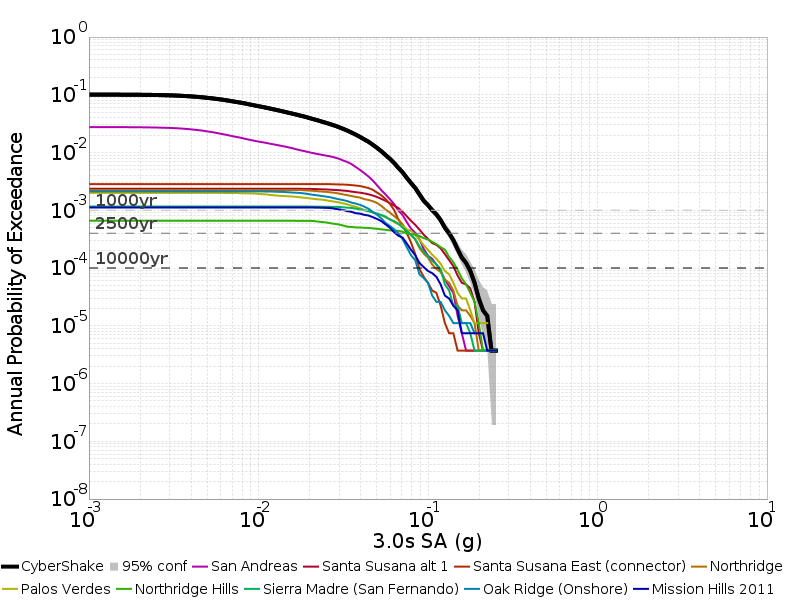 10^0
10^-1
10^-2
10^-3
10^-4
10^-5
10^-6
10^-7
10^-8
Annual Probability of Exceedance
1000yr
2500yr
10000yr
10^-3 10^-2 10^-1 10^0 10^1
3.0s SA (g)
CyberShake 95% conf San Andreas Santa Susana alt 1 Santa Susana East (connector) Northridge
Palos Verdes Northridge Hills Sierra Madre (San Fernando) Oak Ridge (Onshore) Mission Hills 2011